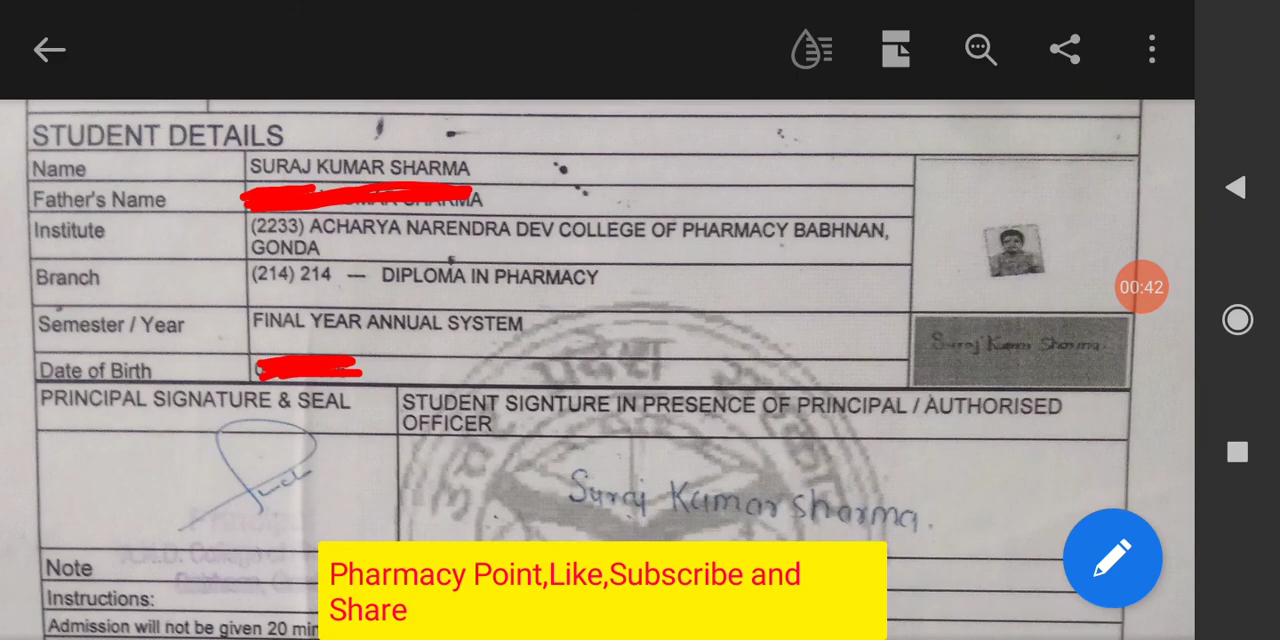 STUDENT DETAILS
Name SURAJ KUMAR SHARMA
Father's Name SHARMA
Institute (2233) ACHARYA NARENDRA DEV COLLEGE OF PHARMACY BABHNAN,
GONDA
Branch (214) 214 — DIPLOMA IN PHARMACY
00:42
Semester / Year FINAL YEAR ANNUAL SYSTEM
Suraj Kumar Sharma
Date of Birth
प्रदेश
PRINCIPAL SIGNATURE & SEAL
STUDENT SIGNTURE IN PRESENCE OF PRINCIPAL / AUTHORISED
OFFICER
Suraj Kumar sharma.
Note
Instructions:
Admission will not be given 20 min
Pharmacy Point,Like,Subscribe and
Share